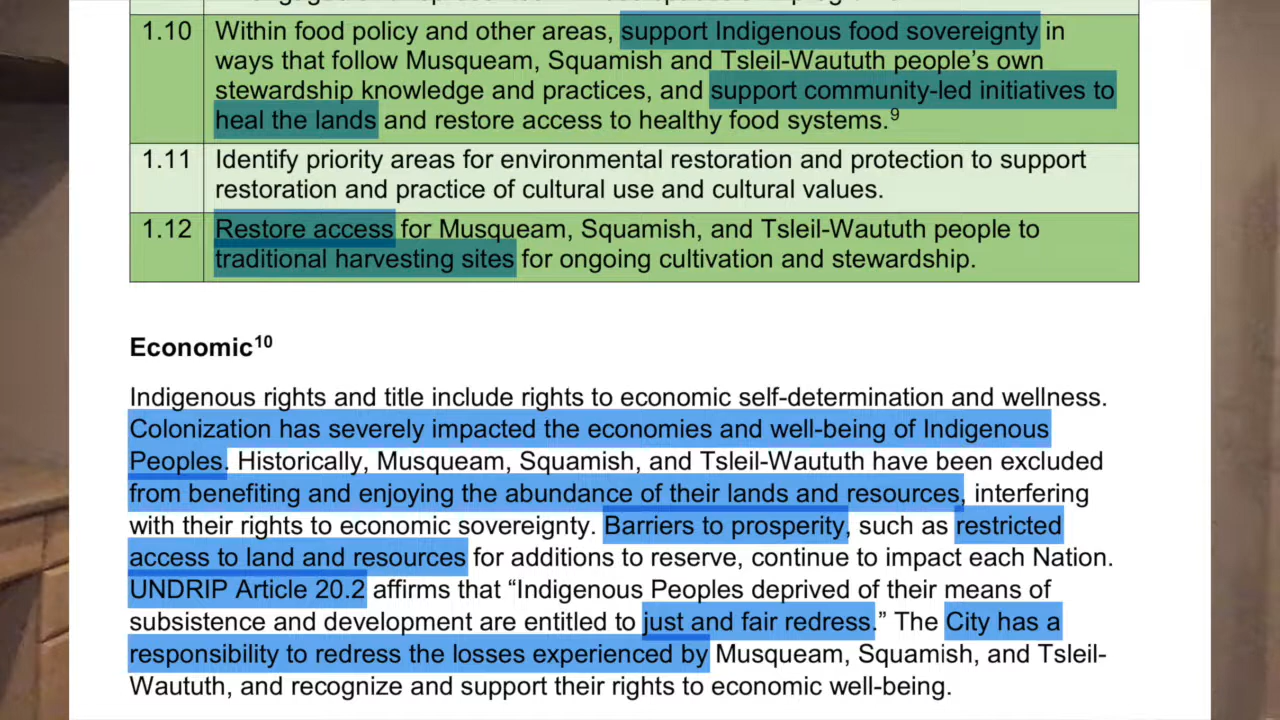 1.10 Within food policy and other areas, support Indigenous food sovereignty in
ways that follow Musqueam, Squamish and Tsleil-Waututh people's own
stewardship knowledge and practices, and support community-led initiatives to
heal the lands and restore access to healthy food systems.⁹
1.11 Identify priority areas for environmental restoration and protection to support
restoration and practice of cultural use and cultural values.
1.12 Restore access for Musqueam, Squamish, and Tsleil-Waututh people to
traditional harvesting sites for ongoing cultivation and stewardship.
Economic¹⁰
Indigenous rights and title include rights to economic self-determination and wellness.
Colonization has severely impacted the economies and well-being of Indigenous
Peoples. Historically, Musqueam, Squamish, and Tsleil-Waututh have been excluded
from benefiting and enjoying the abundance of their lands and resources, interfering
with their rights to economic sovereignty. Barriers to prosperity, such as restricted
access to land and resources for additions to reserve, continue to impact each Nation.
UNDRIP Article 20.2 affirms that “Indigenous Peoples deprived of their means of
subsistence and development are entitled to just and fair redress.” The City has a
responsibility to redress the losses experienced by Musqueam, Squamish, and Tsleil-
Waututh, and recognize and support their rights to economic well-being.